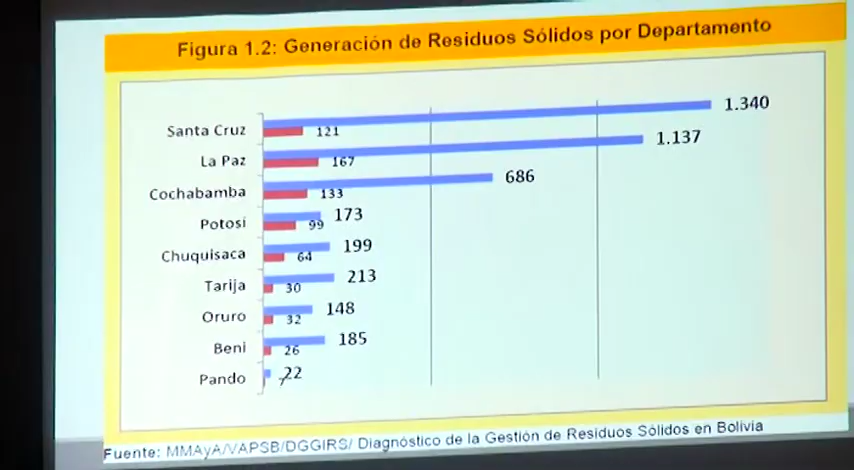 Figura 1.2: Generación de Residuos Sólidos por Departamento
Santa Cruz 1.340 121
La Paz 1.137 167
Cochabamba 686 133
Potosí 173 99
Chuquisaca 199 64
Tarija 213 30
Oruro 148 32
Beni 185 26
Pando 22 7
Fuente: MMAyA/VAPSB/DGGIRS/ Diagnóstico de la Gestión de Residuos Sólidos en Bolivia